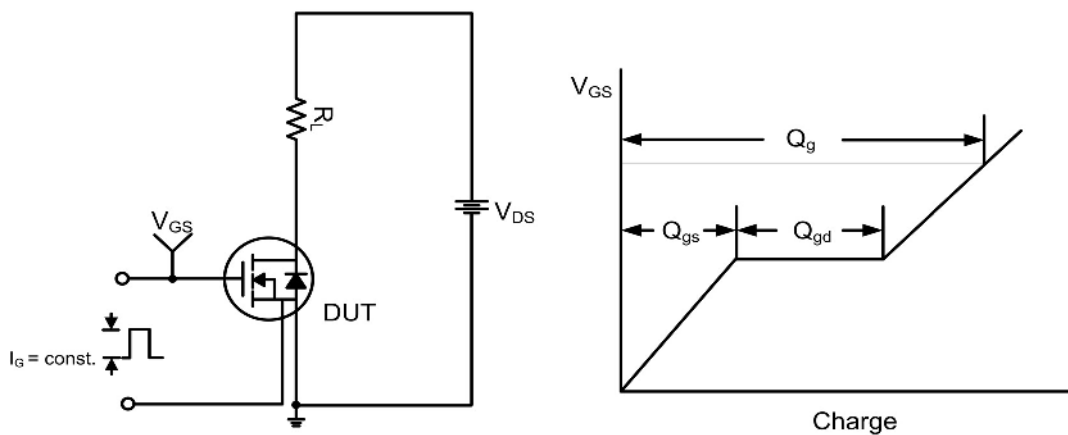 R_L
V_GS
V_DS
DUT
I_G = const.
V_GS
Q_g
Q_gs
Q_gd
Charge